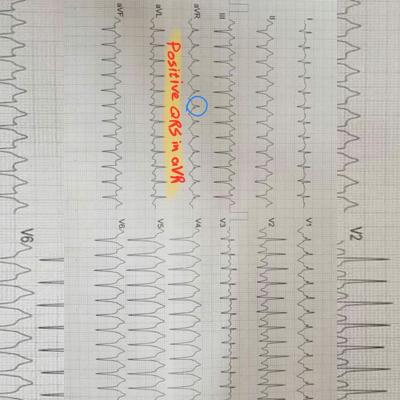 V2
I
V1
II
V2
III
V3
aVR
V4
Positive QRS in aVR
aVL
V5
aVF
V6
V6